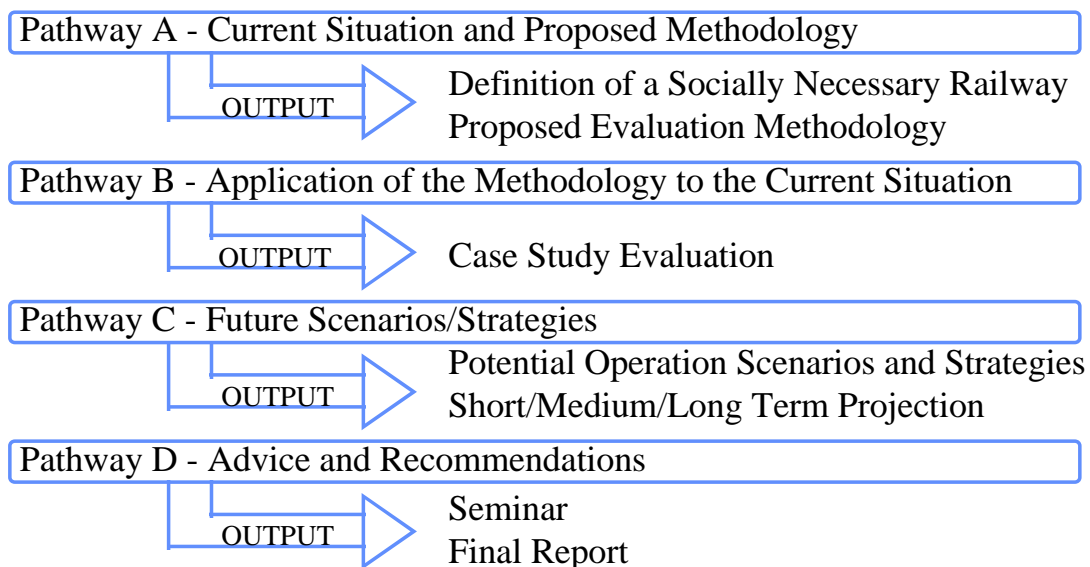 Pathway A - Current Situation and Proposed Methodology
OUTPUT
Definition of a Socially Necessary Railway
Proposed Evaluation Methodology
Pathway B - Application of the Methodology to the Current Situation
OUTPUT
Case Study Evaluation
Pathway C - Future Scenarios/Strategies
OUTPUT
Potential Operation Scenarios and Strategies
Short/Medium/Long Term Projection
Pathway D - Advice and Recommendations
OUTPUT
Seminar
Final Report